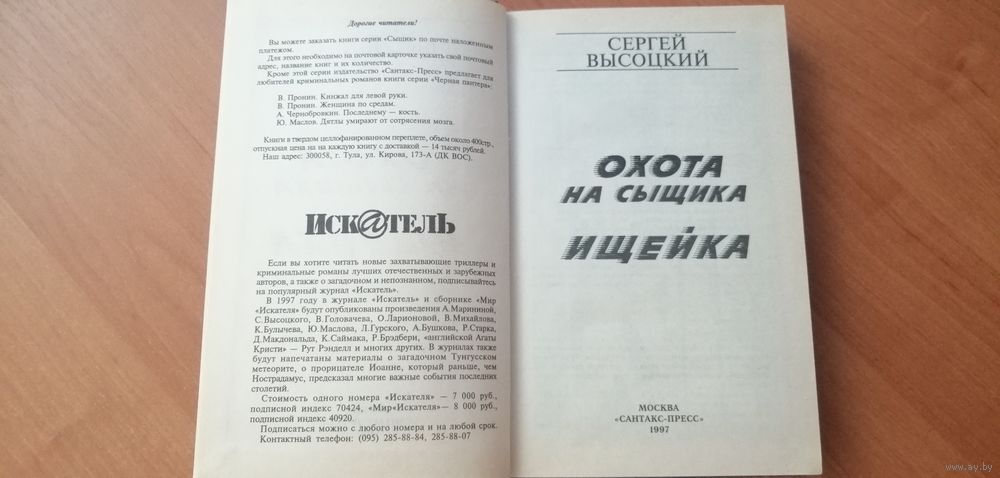 Дорогие читатели!
Вы можете заказать книги серии «Сыщик» по почте наложенным
платежом.
Для этого необходимо на почтовой карточке указать свой почтовый
адрес, название книг и их количество.
Кроме этой серии издательство «Сантакс-Пресс» предлагает для
любителей криминальных романов книги серии «Черная пантера»:
В. Пронин. Кинжал для левой руки.
В. Пронин. Женщина по средам.
А. Чернобровкин. Последнему — кость.
Ю. Маслов. Дятлы умирают от сотрясения мозга.
Книги в твердом целлофанированном переплете, объем около 400стр.,
отпускная цена на на каждую книгу с доставкой — 14 тысяч рублей.
Наш адрес: 300058, г. Тула, ул. Кирова, 173-А (ДК ВОС).
ИСК@ТЕЛЬ
Если вы хотите читать новые захватывающие триллеры и
криминальные романы лучших отечественных и зарубежных
авторов, а также о загадочном и непознанном, подписывайтесь
на популярный журнал «Искатель».
В 1997 году в журнале «Искатель» и сборнике «Мир
«Искателя» будут опубликованы произведения А.Марининой,
С.Высоцкого, В.Головачева, О.Ларионовой, В.Михайлова,
К.Булычева, Ю.Маслова, Л.Гурского, А.Бушкова, Р.Старка,
Д.Макдональда, К.Саймака, Р.Брэдбери, «английской Агаты
Кристи» — Рут Рэнделл и многих других. В журналах также
будут напечатаны материалы о загадочном Тунгусском
метеорите, о прорицателе Иоанне, который раньше, чем
Нострадамус, предсказал многие важные события последних
столетий.
Стоимость одного номера «Искателя» — 7 000 руб.,
подписной индекс 70424, «Мир«Искателя» — 8 000 руб.,
подписной индекс 40920.
Подписаться можно с любого номера и на любой срок.
Контактный телефон: (095) 285-88-84, 285-88-07
СЕРГЕЙ
ВЫСОЦКИЙ
ОХОТА
НА СЫЩИКА
ИЩЕЙКА
МОСКВА
«САНТАКС-ПРЕСС»
1997
www.ay.by